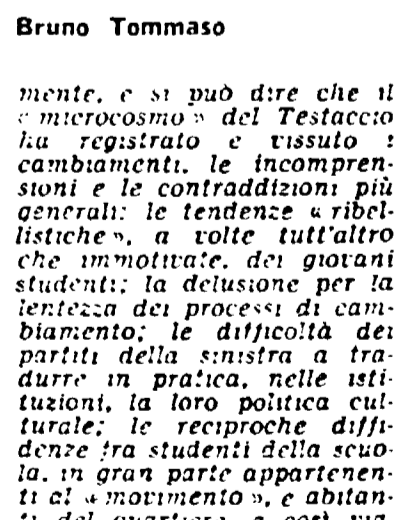 Bruno Tommaso
mente, e si può dire che il
« microcosmo » del Testaccio
ha registrato e vissuto i
cambiamenti, le incompren-
sioni e le contraddizioni più
generali: le tendenze « ribel-
listiche », a volte tutt'altro
che immotivate, dei giovani
studenti; la delusione per la
lentezza dei processi di cam-
biamento; le difficoltà dei
partiti della sinistra a tra-
durre in pratica, nelle isti-
tuzioni, la loro politica cul-
turale; le reciproche diffi-
denze fra studenti della scuo-
la, in gran parte appartenen-
ti al « movimento », e abitan-
ti del quartiere e così